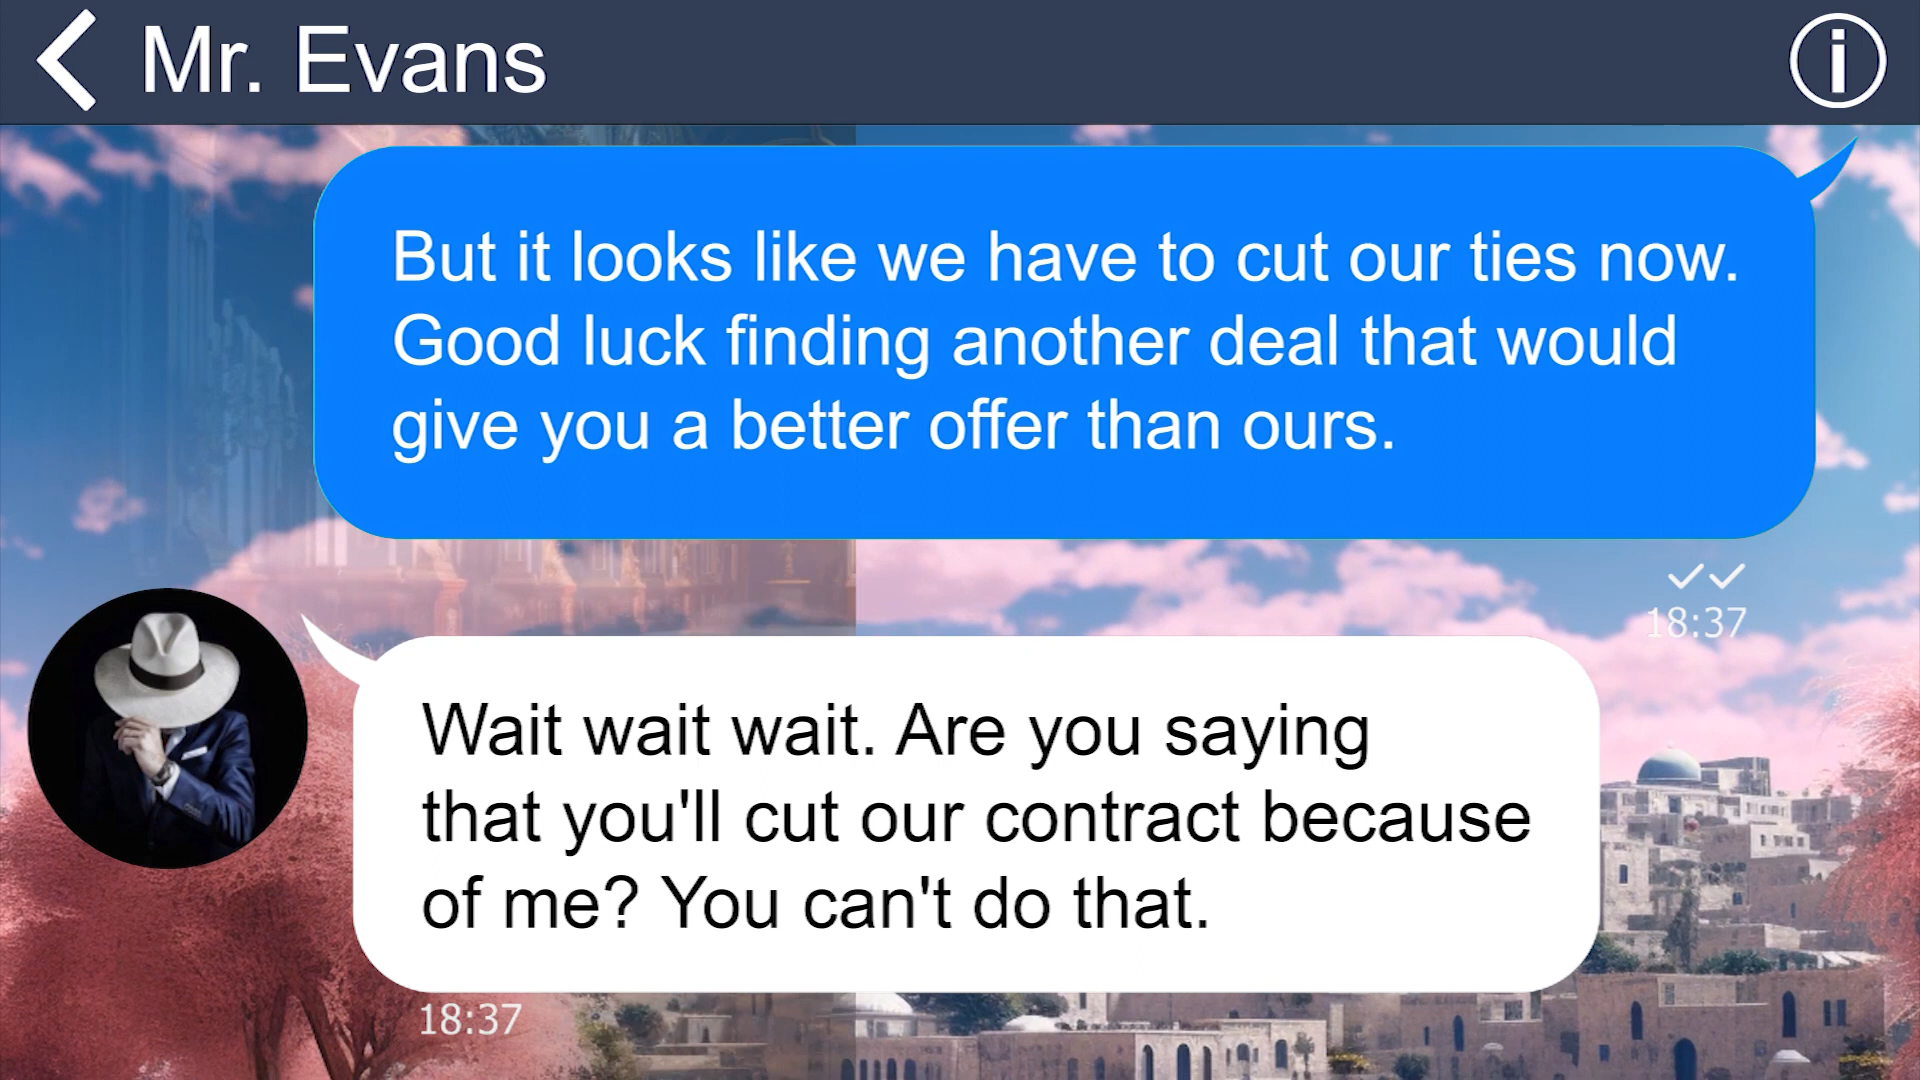 Mr. Evans
But it looks like we have to cut our ties now.
Good luck finding another deal that would
give you a better offer than ours.
18:37
Wait wait wait. Are you saying
that you'll cut our contract because
of me? You can't do that.
18:37